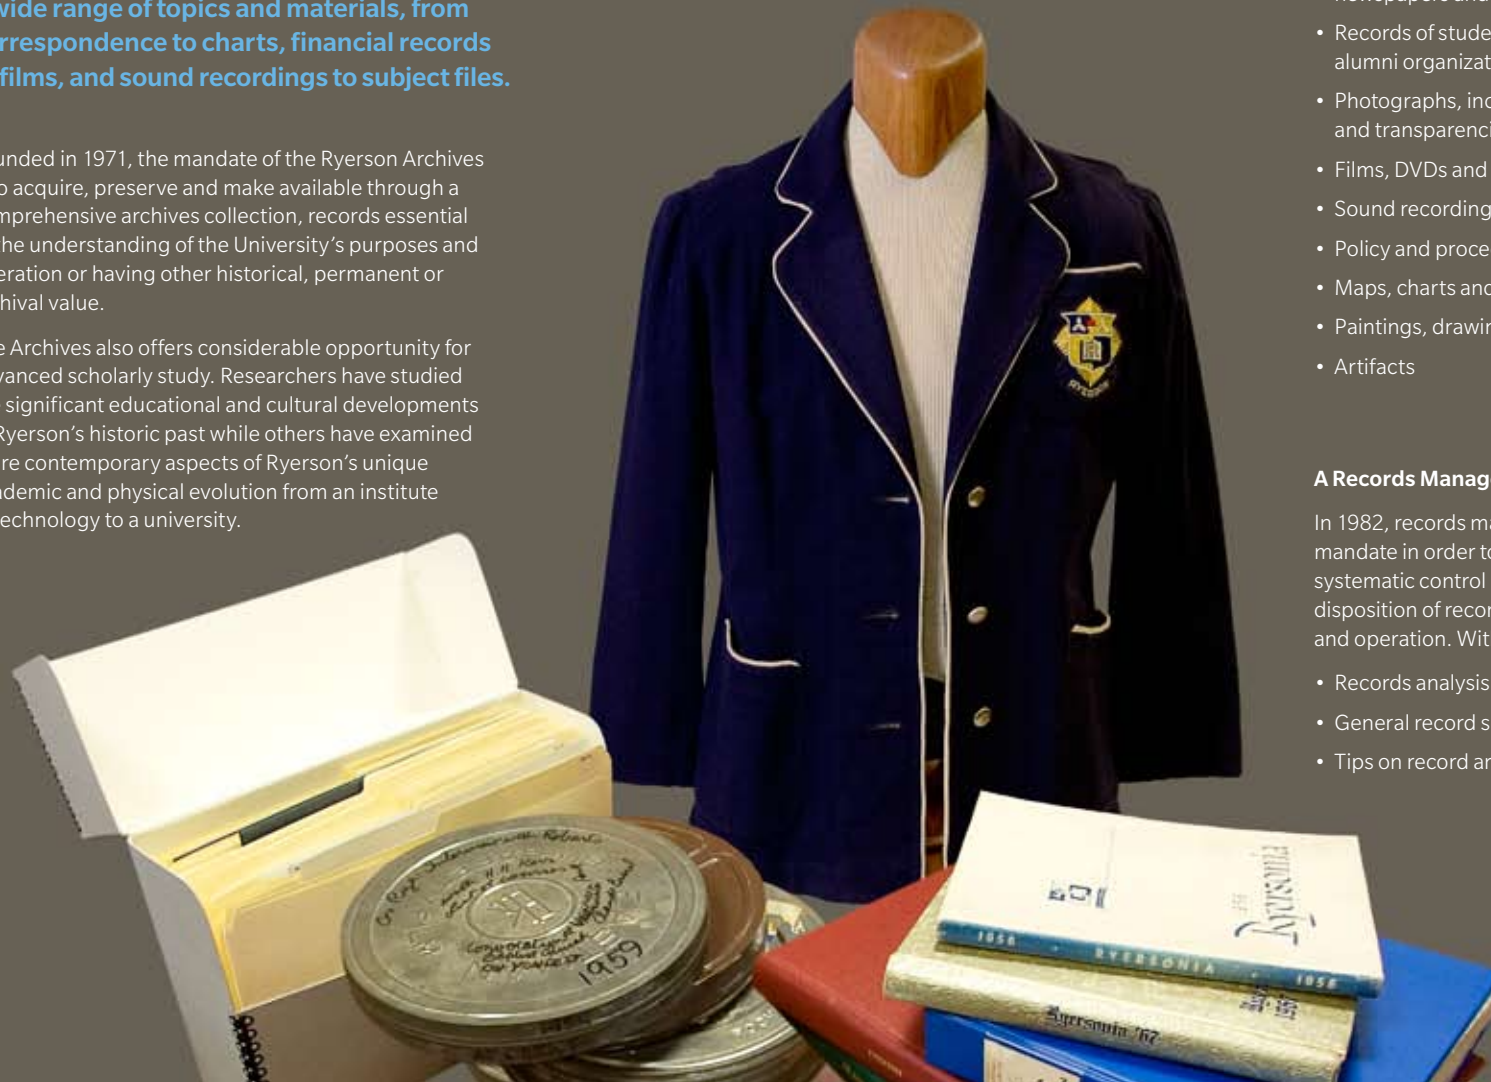 wide range of topics and materials, from
rrespondence to charts, financial records
films, and sound recordings to subject files.
unded in 1971, the mandate of the Ryerson Archives
o acquire, preserve and make available through a
mprehensive archives collection, records essential
he understanding of the University's purposes and
eration or having other historical, permanent or
hival value.
e Archives also offers considerable opportunity for
vanced scholarly study. Researchers have studied
significant educational and cultural developments
Ryerson's historic past while others have examined
re contemporary aspects of Ryerson's unique
ademic and physical evolution from an institute
echnology to a university.
• Records of stude
alumni organizat
• Photographs, inc
and transparenci
• Films, DVDs and
• Sound recording
• Policy and proce
• Maps, charts and
• Paintings, drawin
• Artifacts
A Records Manag
In 1982, records ma
mandate in order to
systematic control
disposition of recor
and operation. Wit
• Records analysis
• General record s
• Tips on record ar
RYERSON
1959
Ryersonia
1956 RYERSONIA 1956
Ryersonia '67